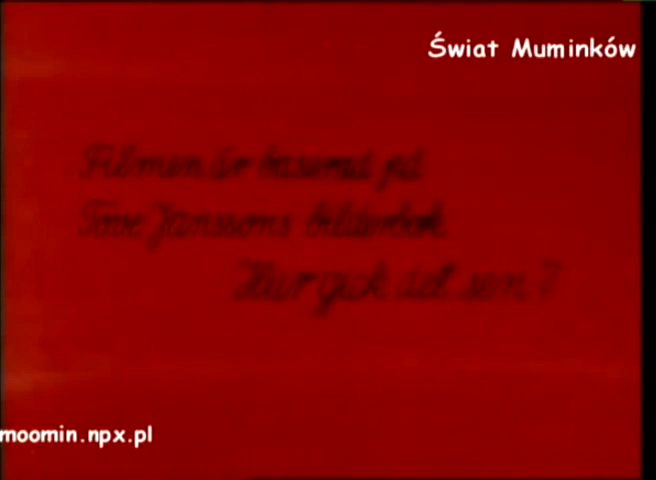 Świat Muminków
Filmen är baserad på
Tove Janssons bilderbok
Hur gick det sen?
moomin.npx.pl